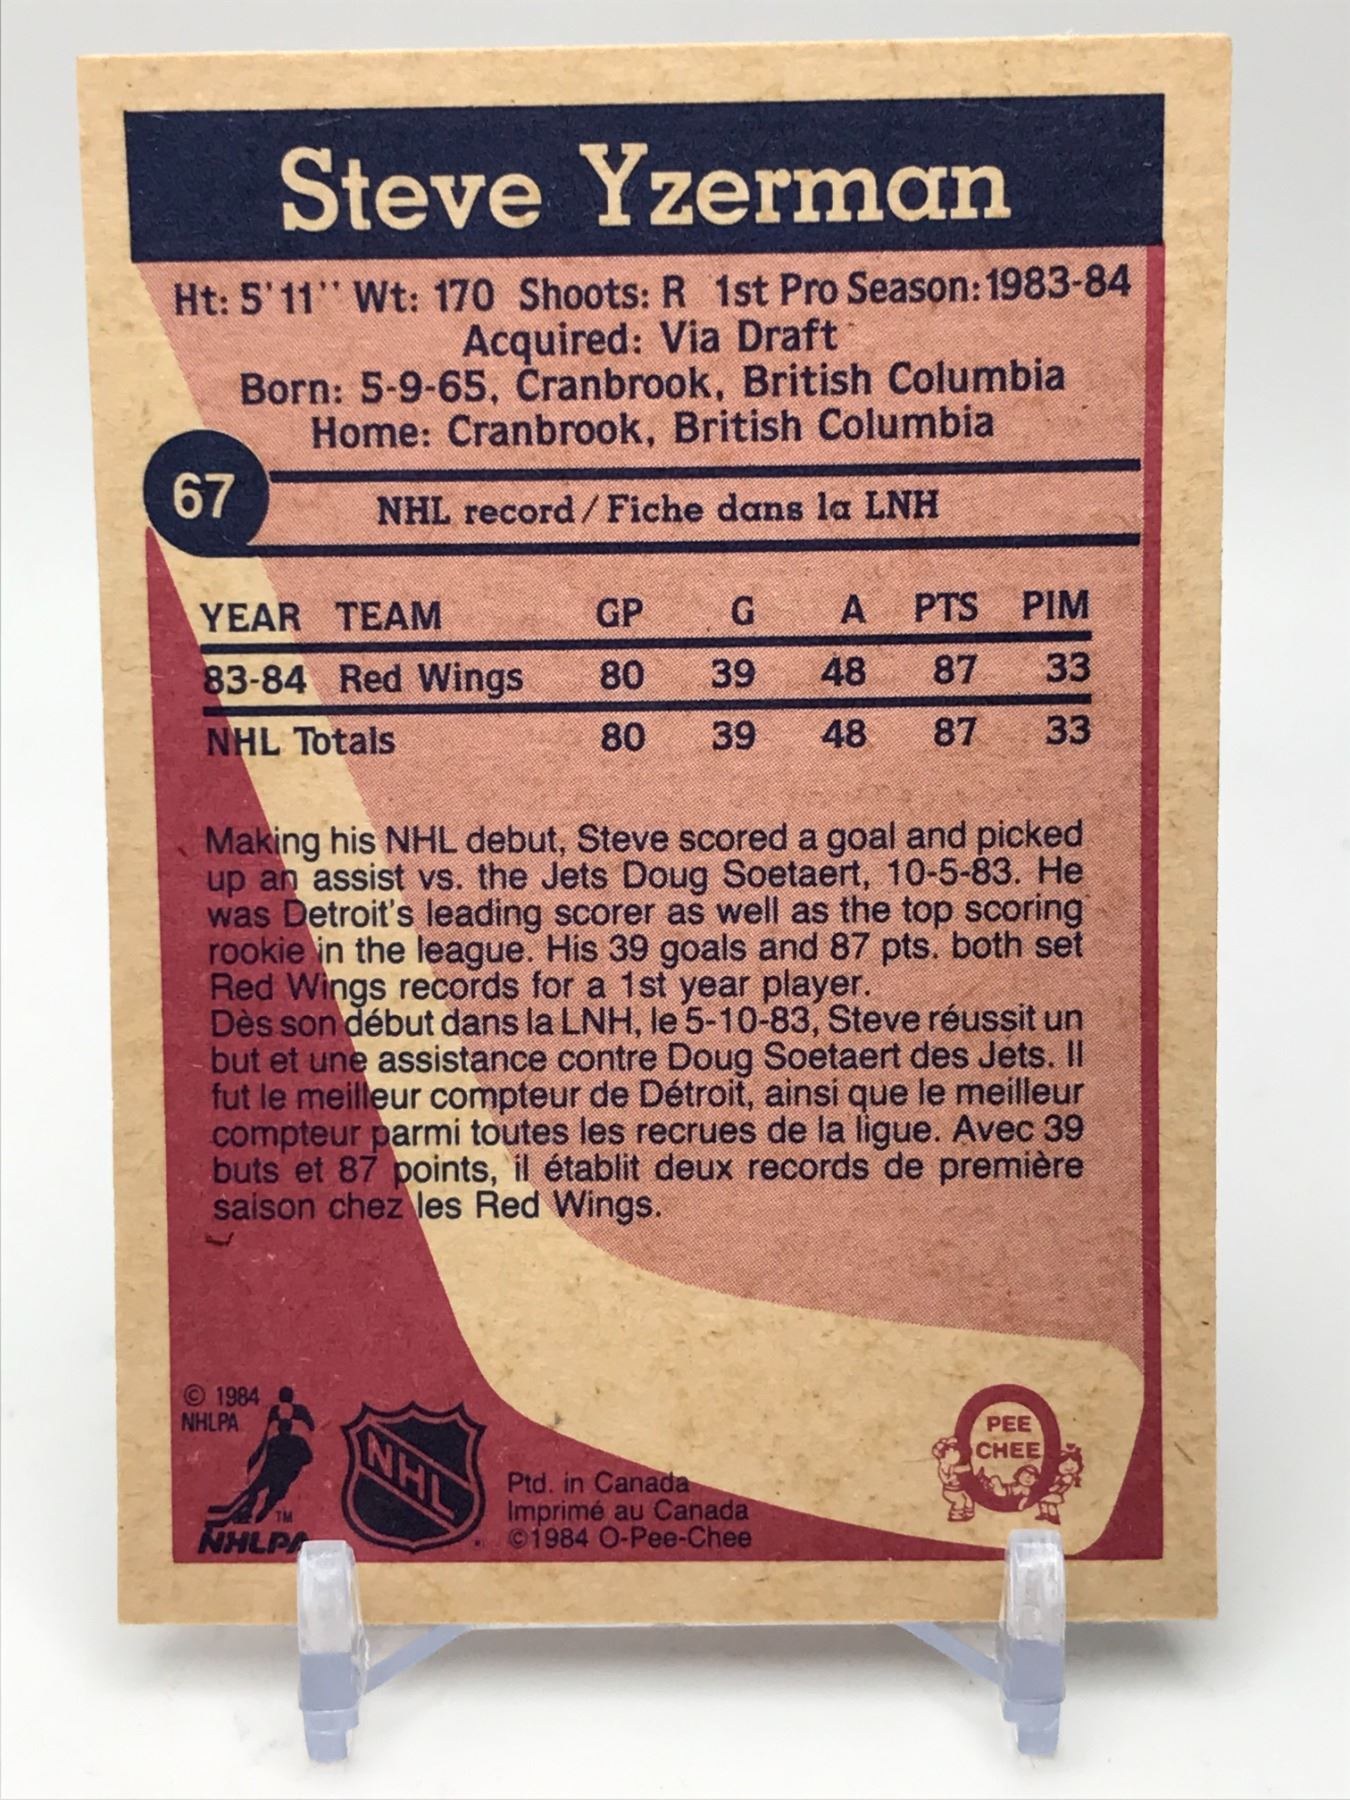 Steve Yzerman
Ht: 5'11'' Wt: 170 Shoots: R 1st Pro Season: 1983-84
Acquired: Via Draft
Born: 5-9-65, Cranbrook, British Columbia
Home: Cranbrook, British Columbia
67
NHL record / Fiche dans la LNH
YEAR TEAM GP G A PTS PIM
83-84 Red Wings 80 39 48 87 33
NHL Totals 80 39 48 87 33
Making his NHL debut, Steve scored a goal and picked
up an assist vs. the Jets Doug Soetaert, 10-5-83. He
was Detroit's leading scorer as well as the top scoring
rookie in the league. His 39 goals and 87 pts. both set
Red Wings records for a 1st year player.
Dès son début dans la LNH, le 5-10-83, Steve réussit un
but et une assistance contre Doug Soetaert des Jets. Il
fut le meilleur compteur de Détroit, ainsi que le meilleur
compteur parmi toutes les recrues de la ligue. Avec 39
buts et 87 points, il établit deux records de première
saison chez les Red Wings.
© 1984
NHLPA
TM
NHLPA
NHL
Ptd. in Canada
Imprimé au Canada
©1984 O-Pee-Chee
PEE
CHEE